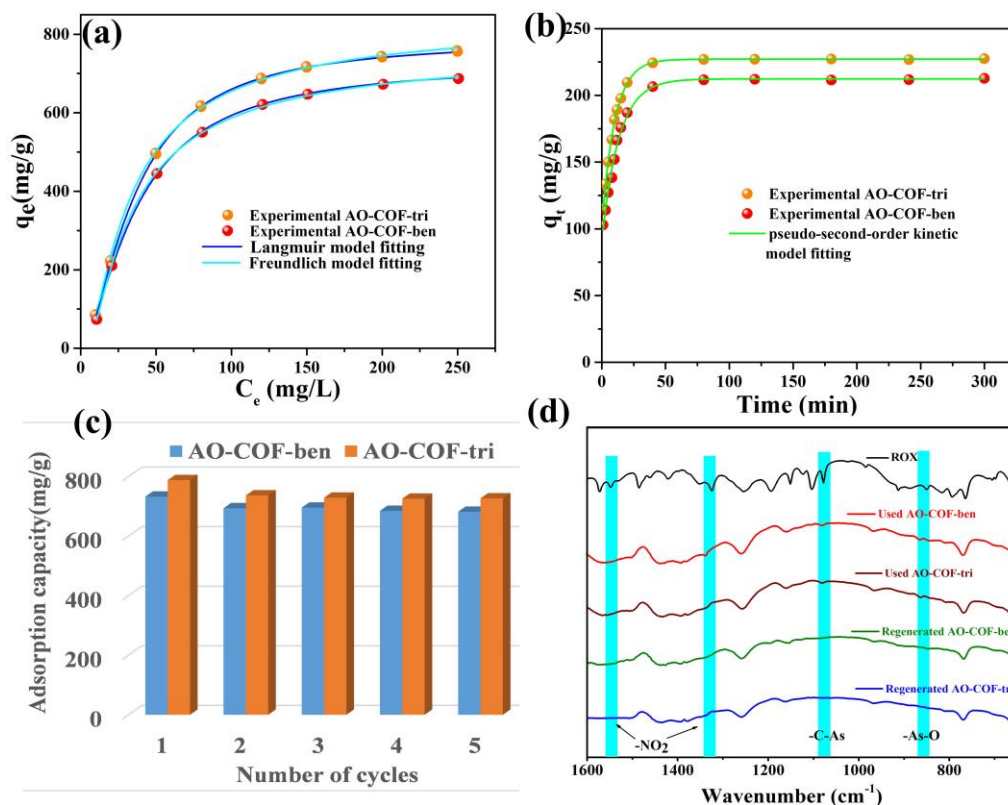 (a)
qe(mg/g)
800
600
400
200
0
Experimental AO-COF-tri
Experimental AO-COF-ben
Langmuir model fitting
Freundlich model fitting
0 50 100 150 200 250
Ce (mg/L)
(b)
qt (mg/g)
250
200
150
100
50
0
Experimental AO-COF-tri
Experimental AO-COF-ben
pseudo-second-order kinetic
model fitting
0 50 100 150 200 250 300
Time (min)
(c)
AO-COF-ben AO-COF-tri
Adsorption capacity(mg/g)
800
600
400
200
0
1 2 3 4 5
Number of cycles
(d)
ROX
Used AO-COF-ben
Used AO-COF-tri
Regenerated AO-COF-be
Regenerated AO-COF-t
-NO2
-C-As
-As-O
1600 1400 1200 1000 800
Wavenumber (cm-1)